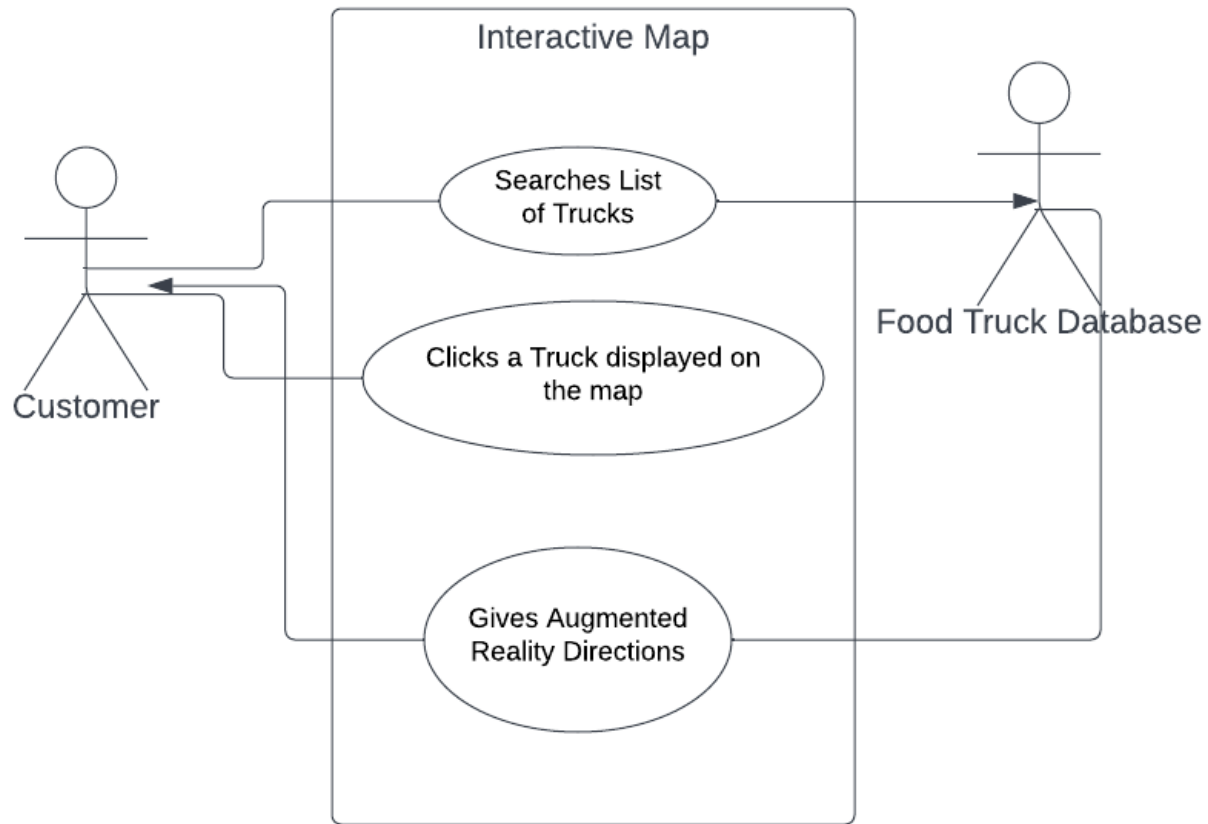 Interactive Map
Searches List
of Trucks
Food Truck Database
Clicks a Truck displayed on
the map
Customer
Gives Augmented
Reality Directions